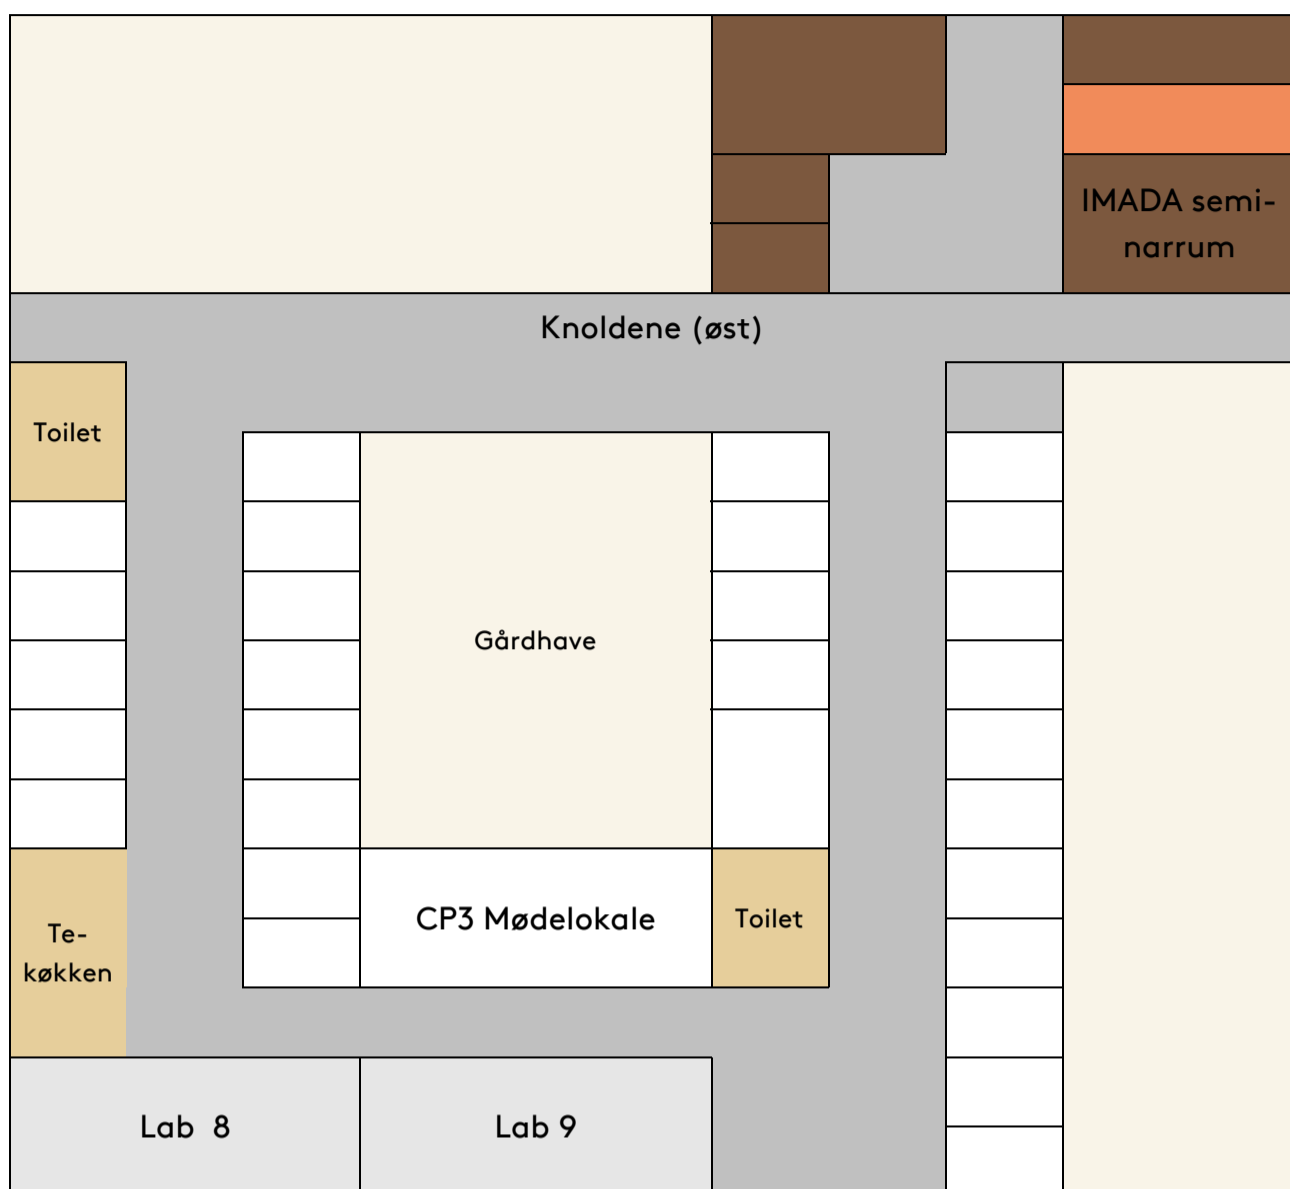 IMADA semi-
narrum
Knoldene (øst)
Toilet
Gårdhave
CP3 Mødelokale
Toilet
Te-
køkken
Lab 8
Lab 9